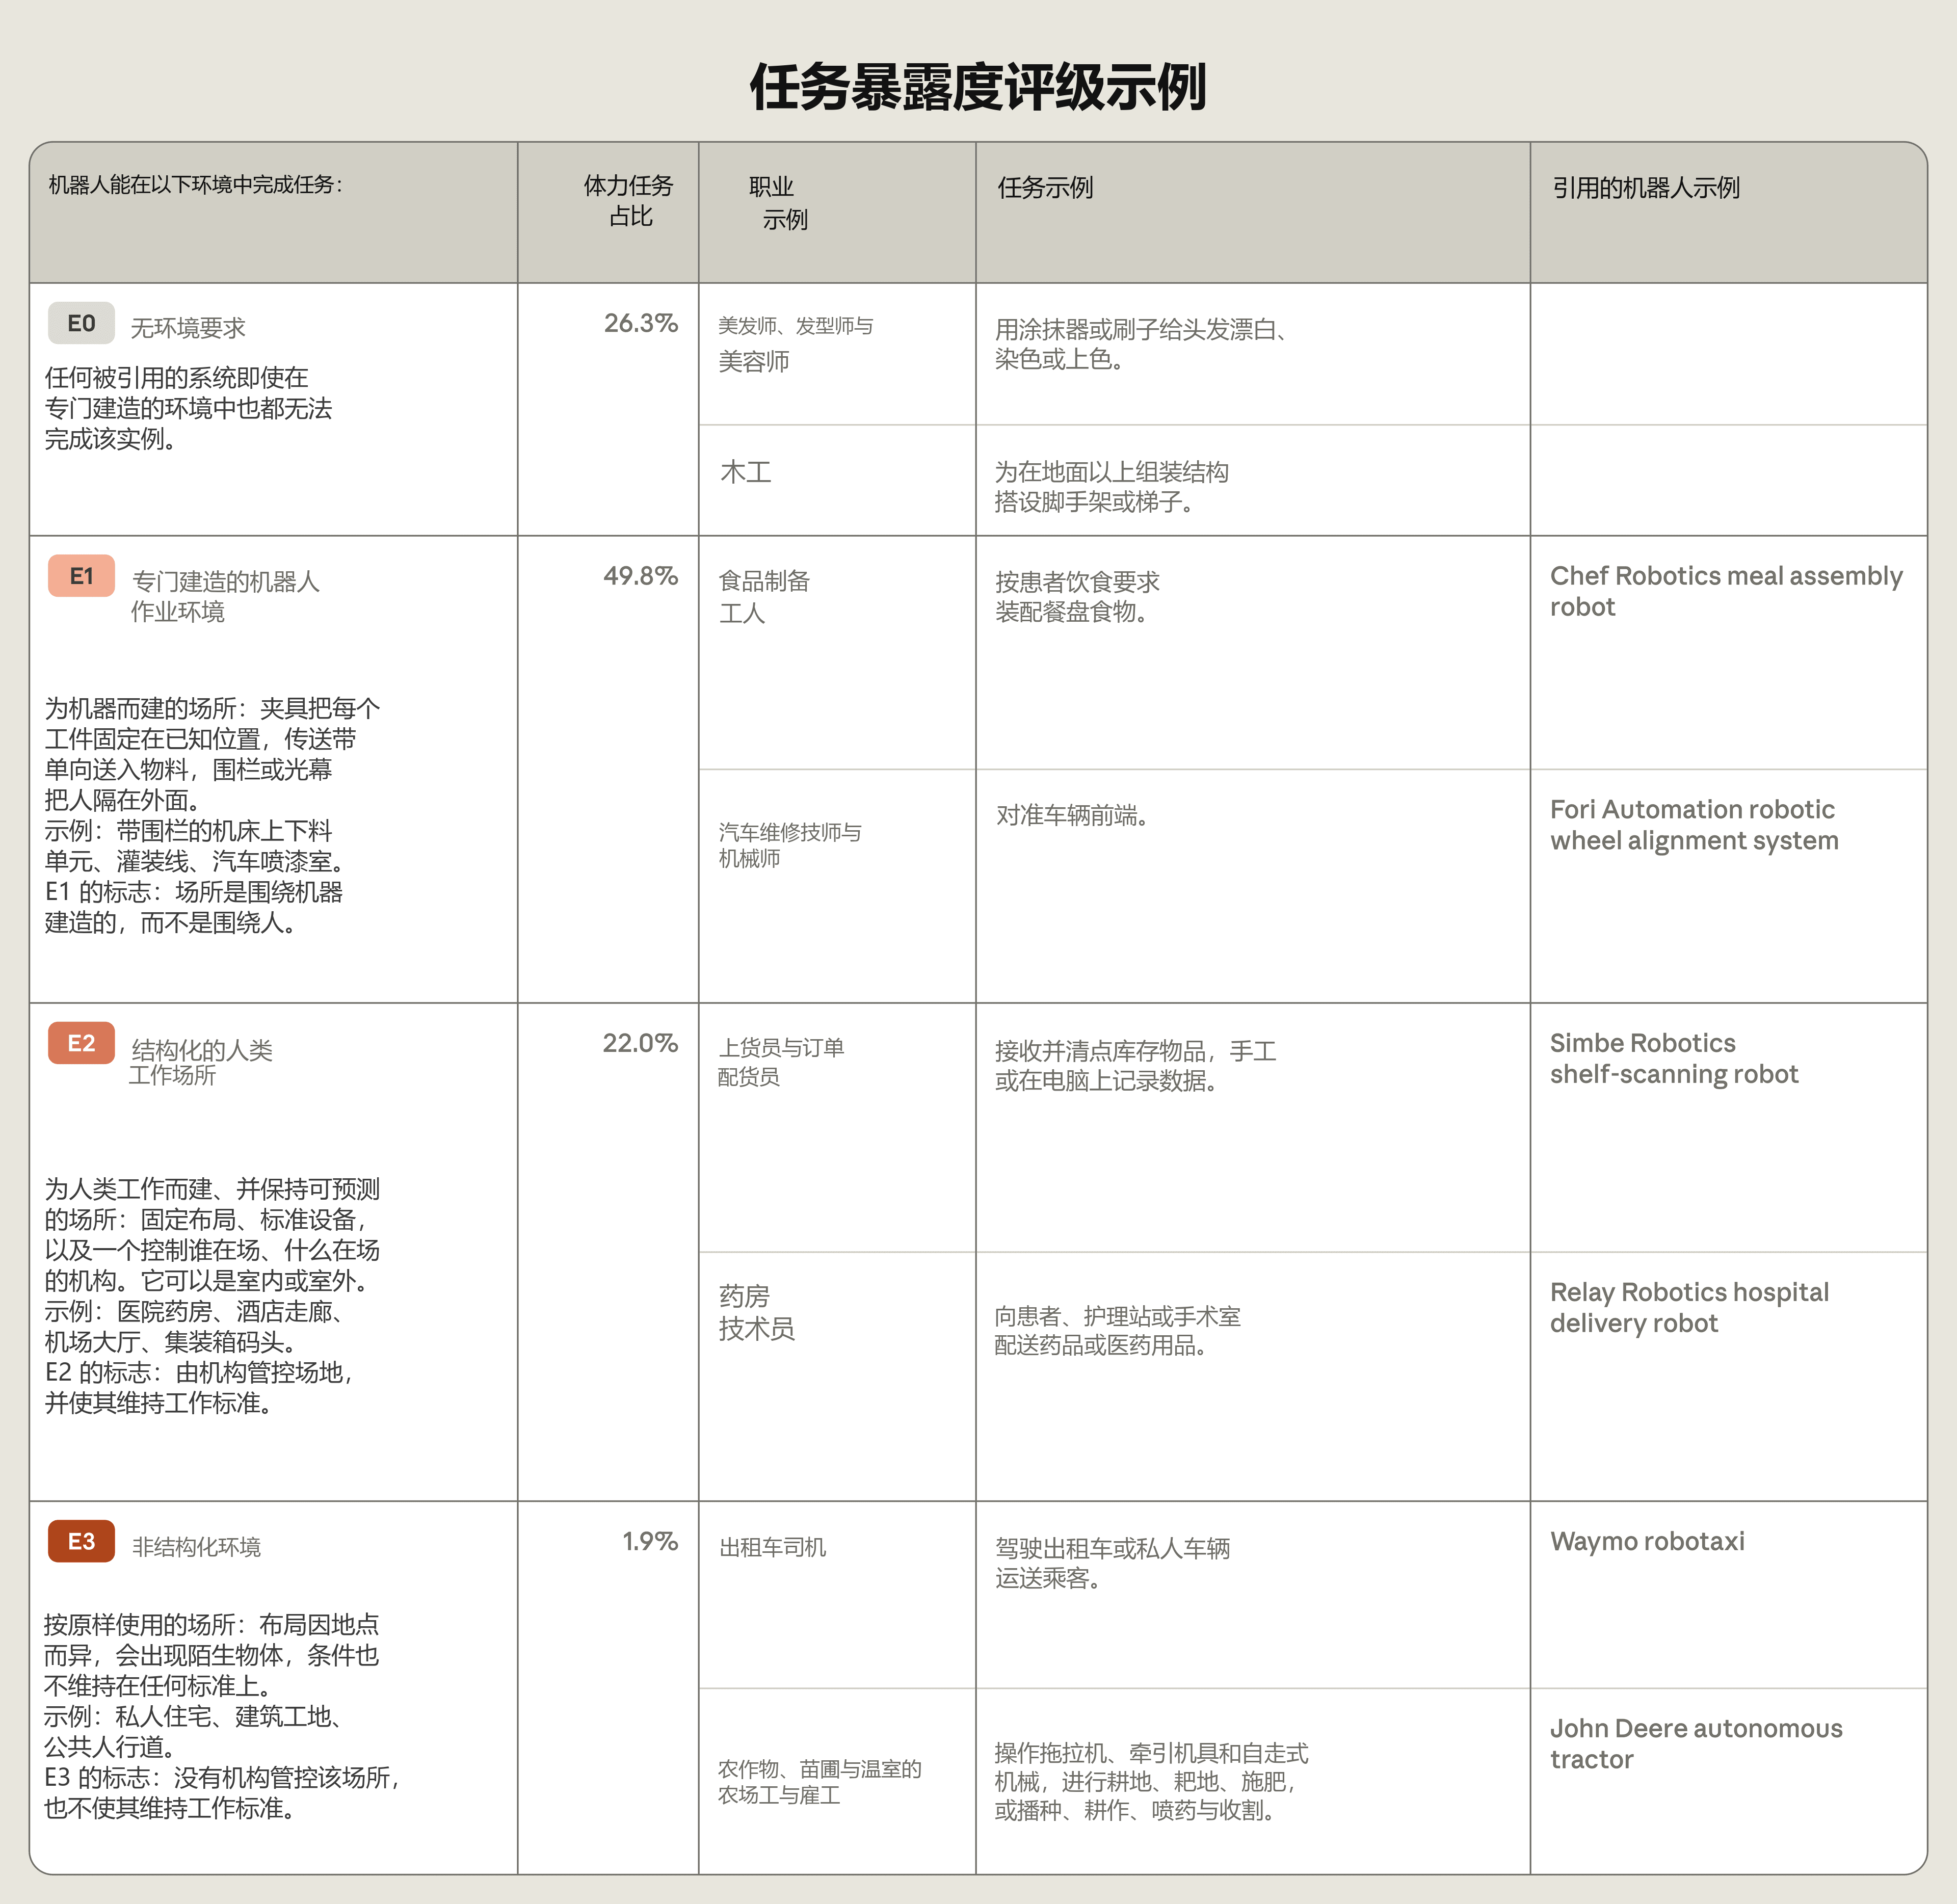 任务暴露度评级示例
机器人能在以下环境中完成任务：
体力任务
占比
职业
示例
任务示例
引用的机器人示例
E0
无环境要求
任何被引用的系统即使在
专门建造的环境中也都无法
完成该实例。
26.3%
美发师、发型师与
美容师
用涂抹器或刷子给头发漂白、
染色或上色。
木工
为在地面以上组装结构
搭设脚手架或梯子。
E1
专门建造的机器人
作业环境
为机器而建的场所：夹具把每个
工件固定在已知位置，传送带
单向送入物料，围栏或光幕
把人隔在外面。
示例：带围栏的机床上下料
单元、灌装线、汽车喷漆室。
E1 的标志：场所是围绕机器
建造的，而不是围绕人。
49.8%
食品制备
工人
按患者饮食要求
装配餐盘食物。
Chef Robotics meal assembly
robot
汽车维修技师与
机械师
对准车辆前端。
Fori Automation robotic
wheel alignment system
E2
结构化的人类
工作场所
为人类工作而建、并保持可预测
的场所：固定布局、标准设备，
以及一个控制谁在场、什么在场
的机构。它可以是室内或室外。
示例：医院药房、酒店走廊、
机场大厅、集装箱码头。
E2 的标志：由机构管控场地，
并使其维持工作标准。
22.0%
上货员与订单
配货员
接收并清点库存物品，手工
或在电脑上记录数据。
Simbe Robotics
shelf-scanning robot
药房
技术员
向患者、护理站或手术室
配送药品或医药用品。
Relay Robotics hospital
delivery robot
E3
非结构化环境
按原样使用的场所：布局因地点
而异，会出现陌生物体，条件也
不维持在任何标准上。
示例：私人住宅、建筑工地、
公共人行道。
E3 的标志：没有机构管控该场所，
也不使其维持工作标准。
1.9%
出租车司机
驾驶出租车或私人车辆
运送乘客。
Waymo robotaxi
农作物、苗圃与温室的
农场工与雇工
操作拖拉机、牵引机具和自走式
机械，进行耕地、耙地、施肥，
或播种、耕作、喷药与收割。
John Deere autonomous
tractor